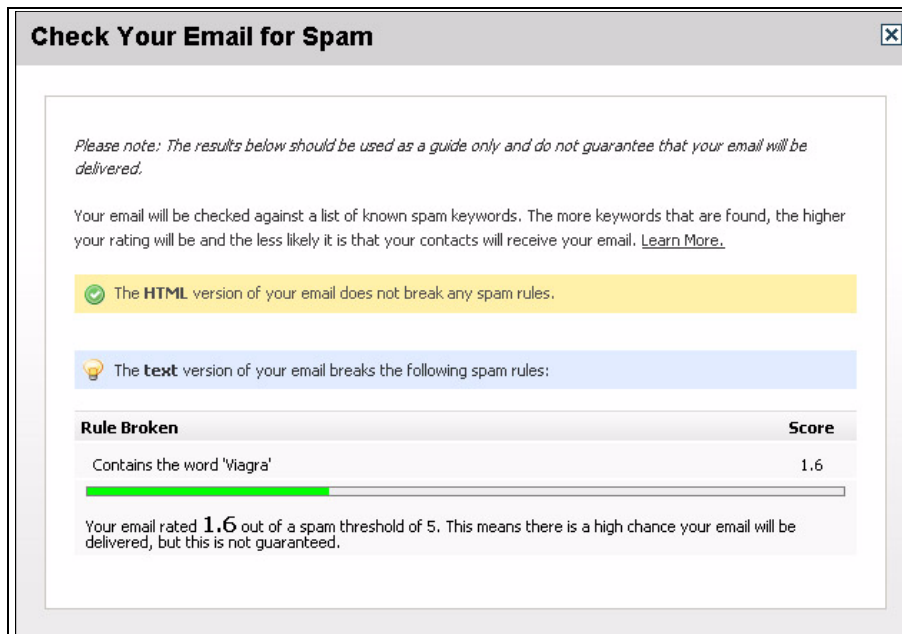 Check Your Email for Spam
Please note: The results below should be used as a guide only and do not guarantee that your email will be
delivered.
Your email will be checked against a list of known spam keywords. The more keywords that are found, the higher
your rating will be and the less likely it is that your contacts will receive your email. Learn More.
The HTML version of your email does not break any spam rules.
The text version of your email breaks the following spam rules:
Rule Broken Score
Contains the word 'Viagra' 1.6
Your email rated 1.6 out of a spam threshold of 5. This means there is a high chance your email will be
delivered, but this is not guaranteed.